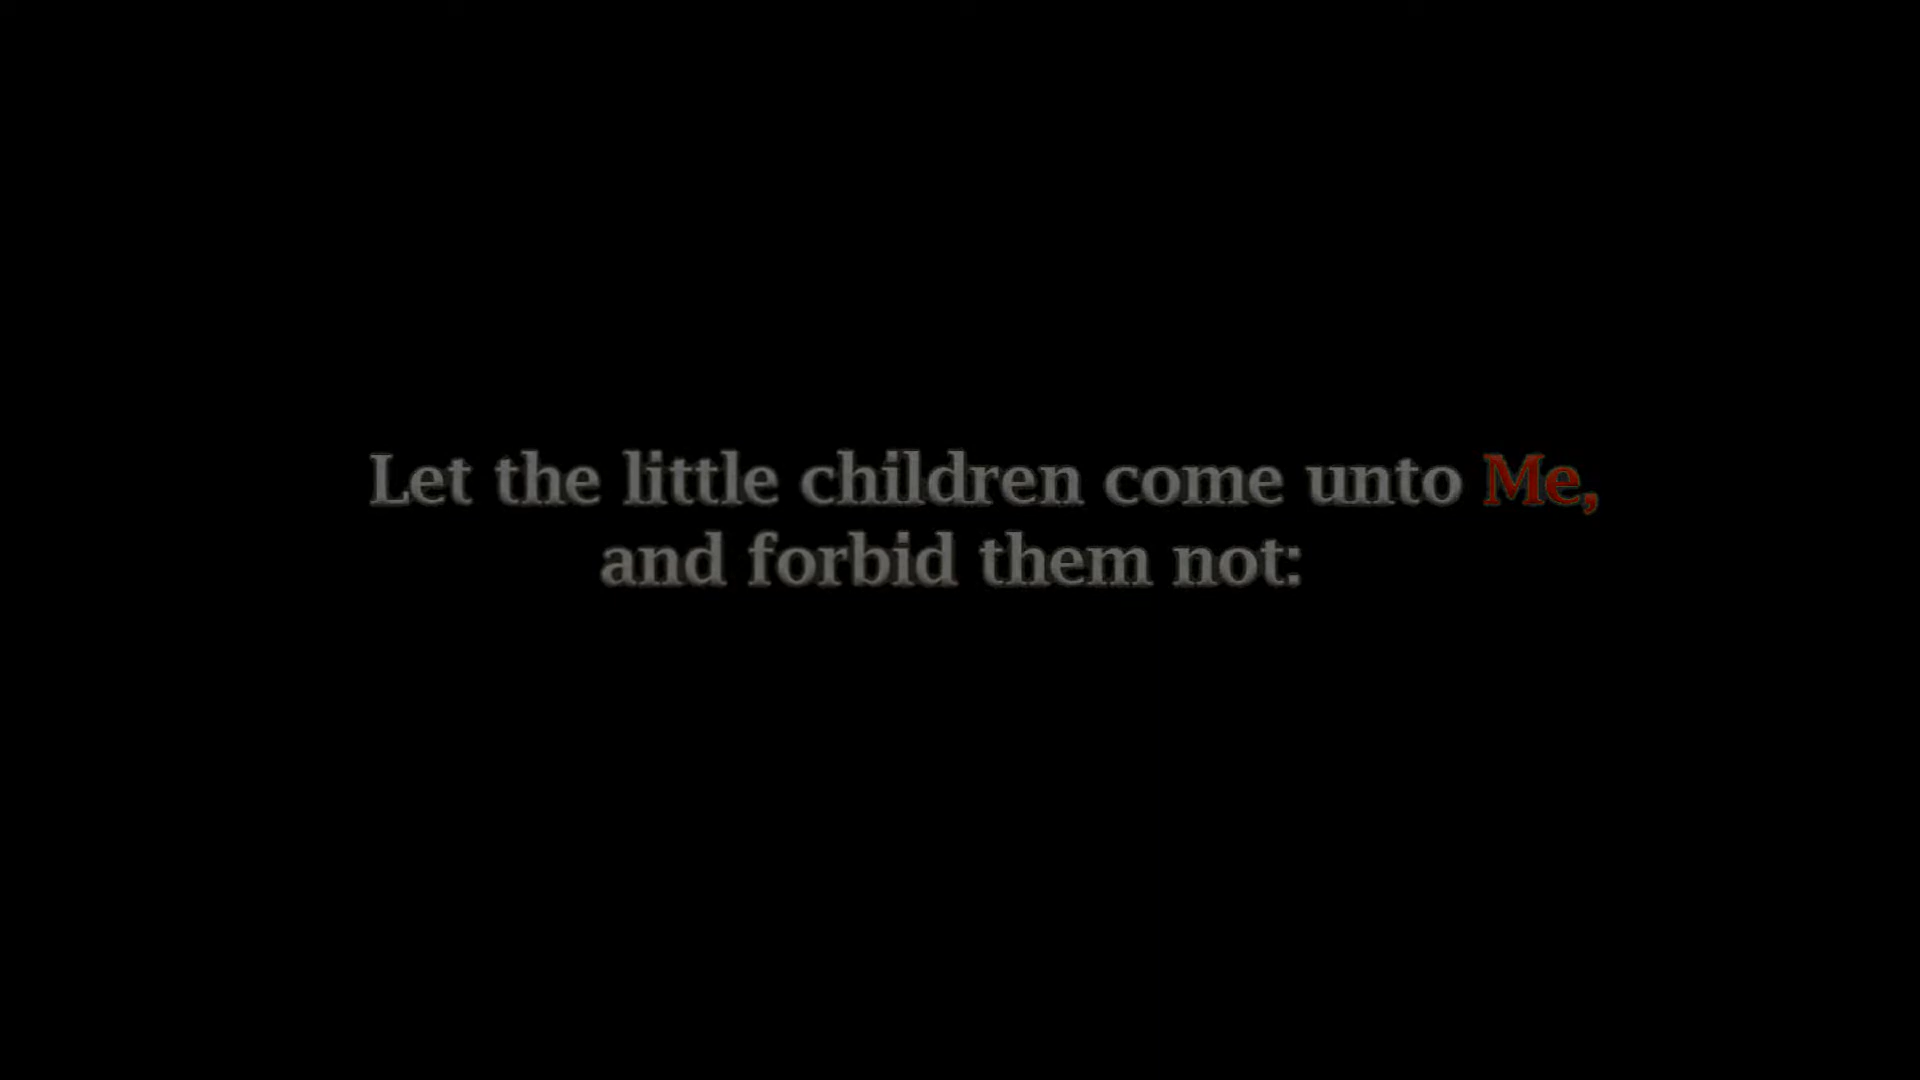 Let the little children come unto Me,
and forbid them not: